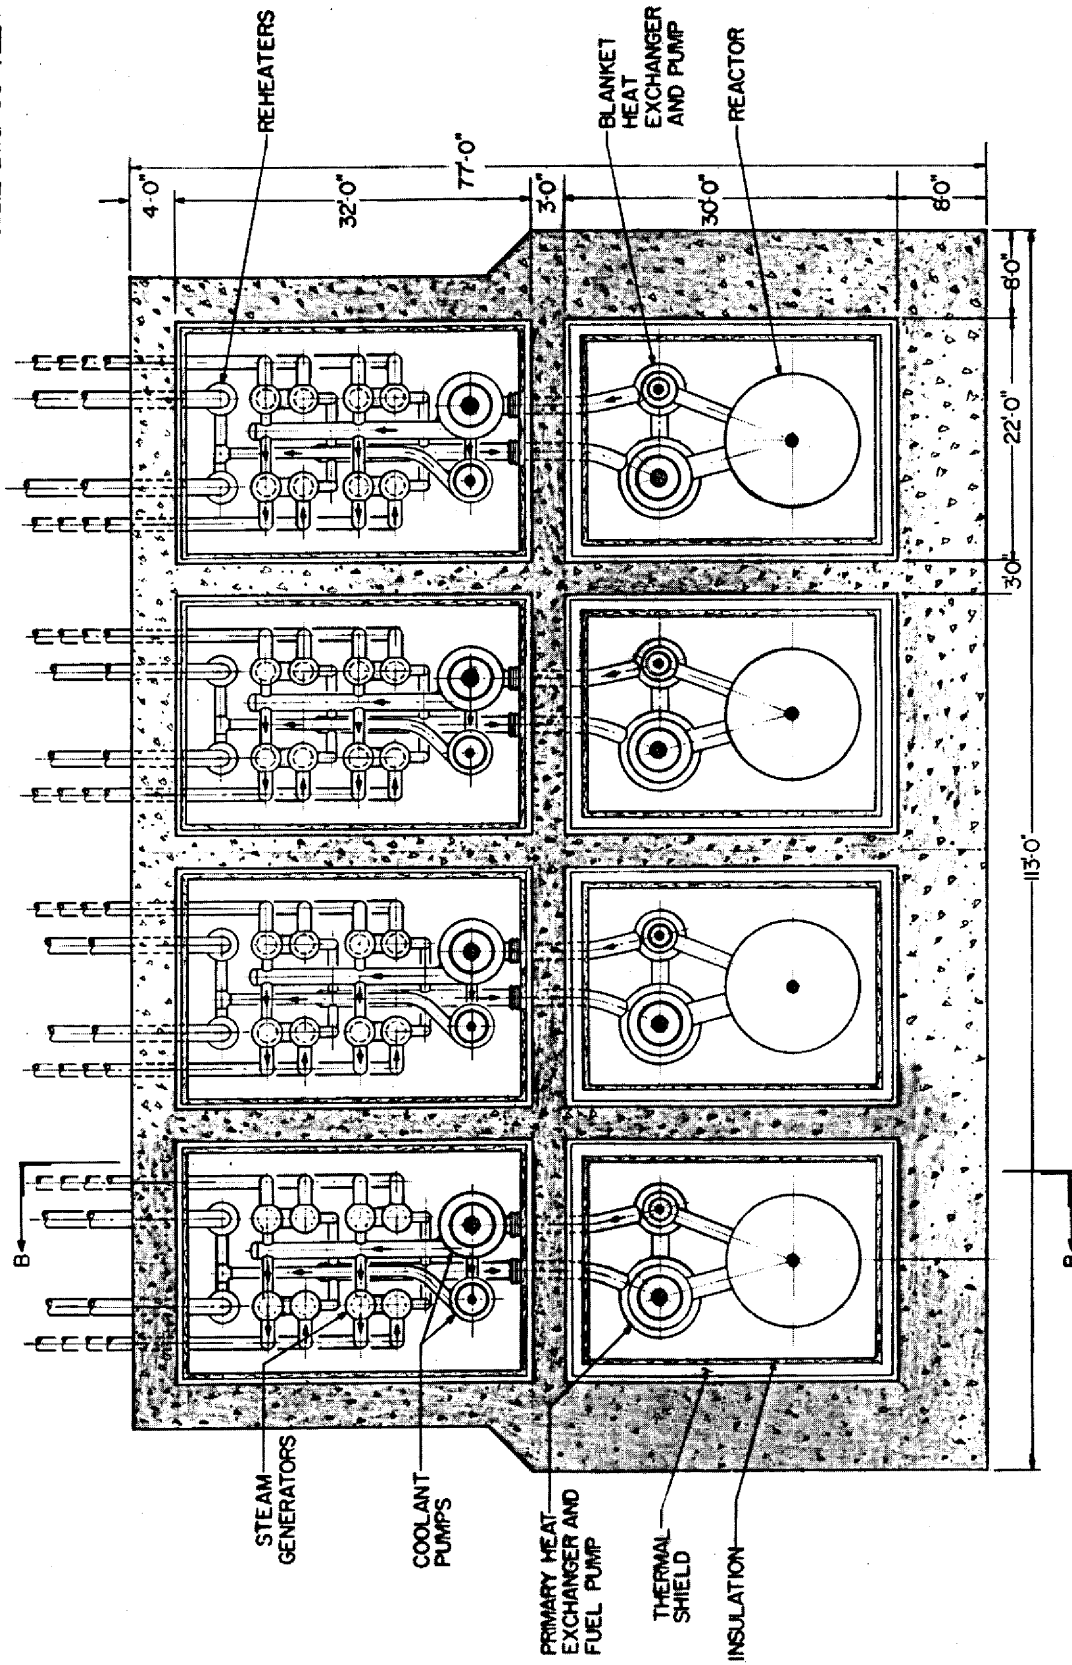 REHEATERS
BLANKET
HEAT
EXCHANGER
AND PUMP
REACTOR
4'-0"
32'-0"
77'-0"
3'-0"
30'-0"
8'-0"
8'-0"
22'-0"
3'-0"
113'-0"
B
STEAM
GENERATORS
COOLANT
PUMPS
PRIMARY HEAT
EXCHANGER AND
FUEL PUMP
THERMAL
SHIELD
INSULATION